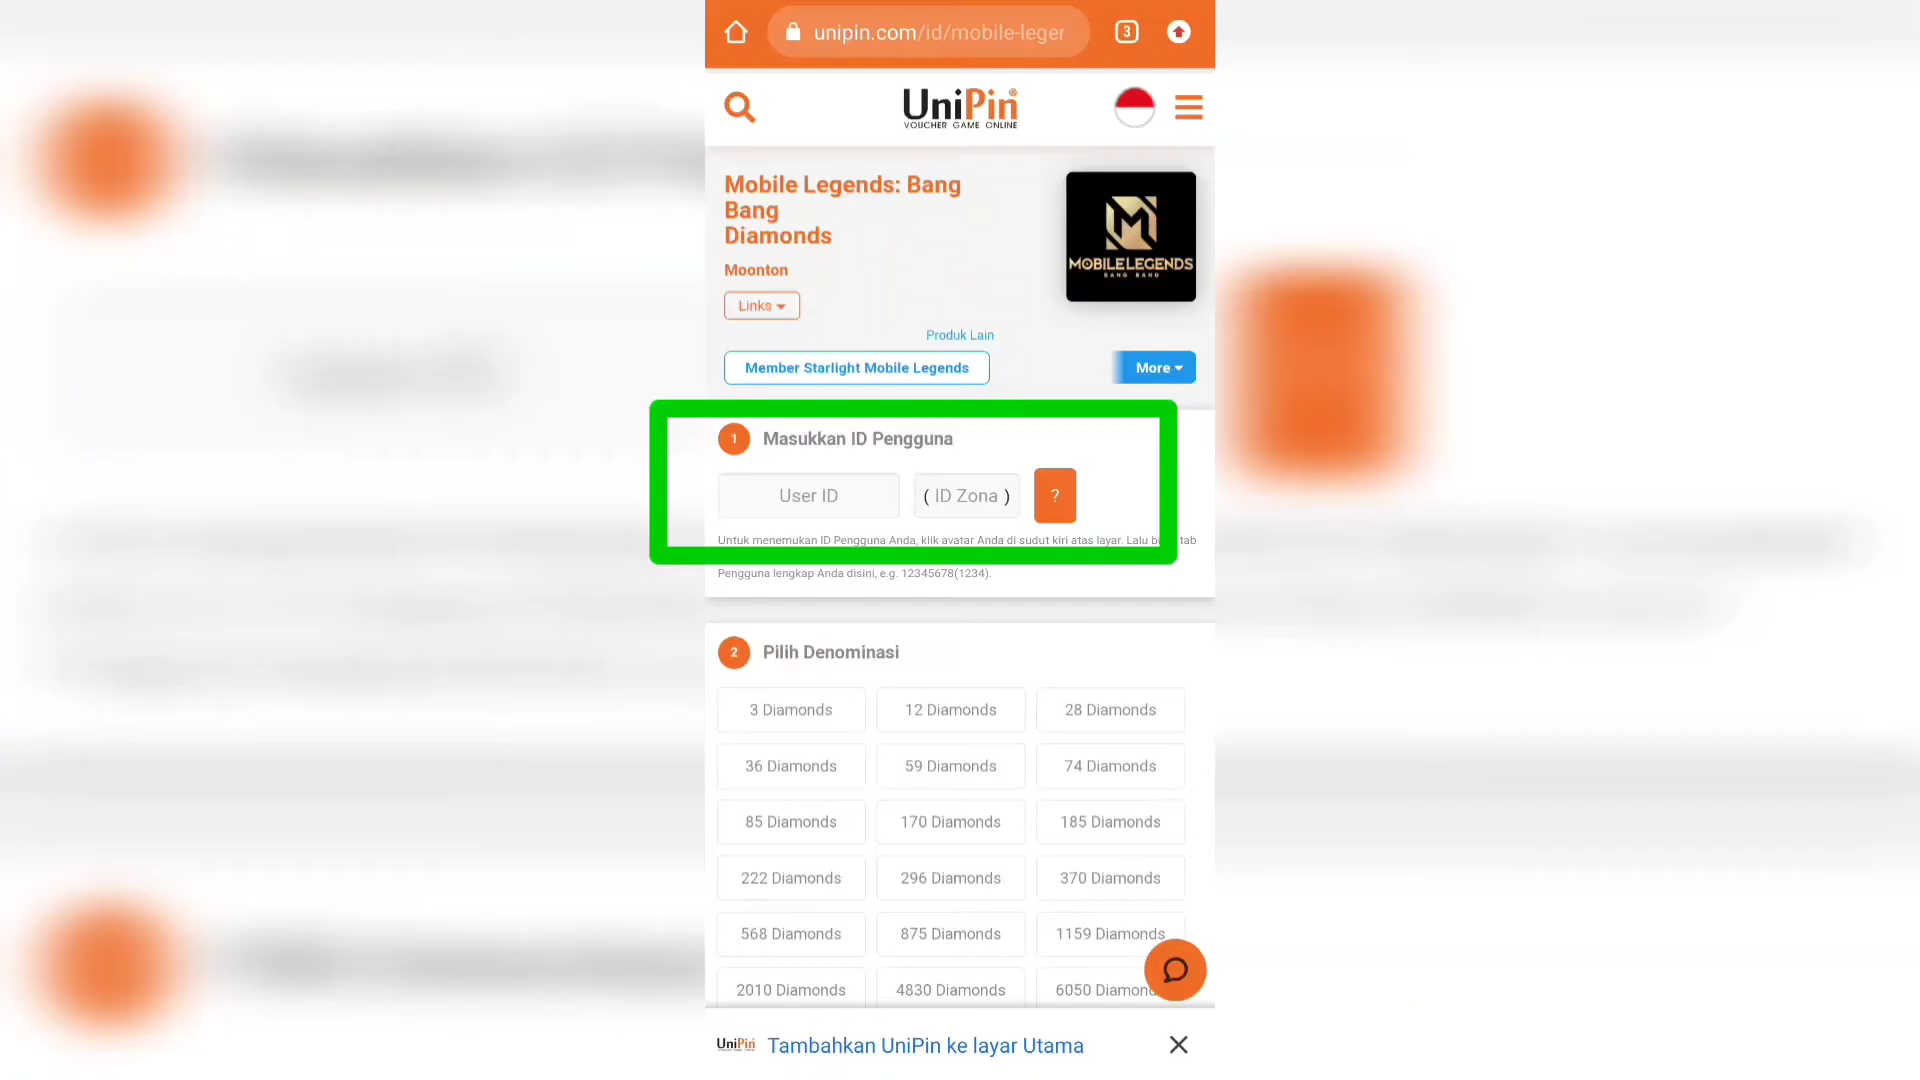 unipin.com/id/mobile-leger
3
UniPin
VOUCHER GAME ONLINE
Mobile Legends: Bang
Bang
Diamonds
Moonton
Links
MOBILE LEGENDS
BANG BANG
Produk Lain
Member Starlight Mobile Legends
More
1 Masukkan ID Pengguna
User ID
( ID Zona )
?
Untuk menemukan ID Pengguna Anda, klik avatar Anda di sudut kiri atas layar. Lalu tab
Pengguna lengkap Anda disini, e.g. 12345678(1234).
2 Pilih Denominasi
3 Diamonds 12 Diamonds 28 Diamonds
36 Diamonds 59 Diamonds 74 Diamonds
85 Diamonds 170 Diamonds 185 Diamonds
222 Diamonds 296 Diamonds 370 Diamonds
568 Diamonds 875 Diamonds 1159 Diamonds
2010 Diamonds 4830 Diamonds 6050 Diamon
UniPin Tambahkan UniPin ke layar Utama